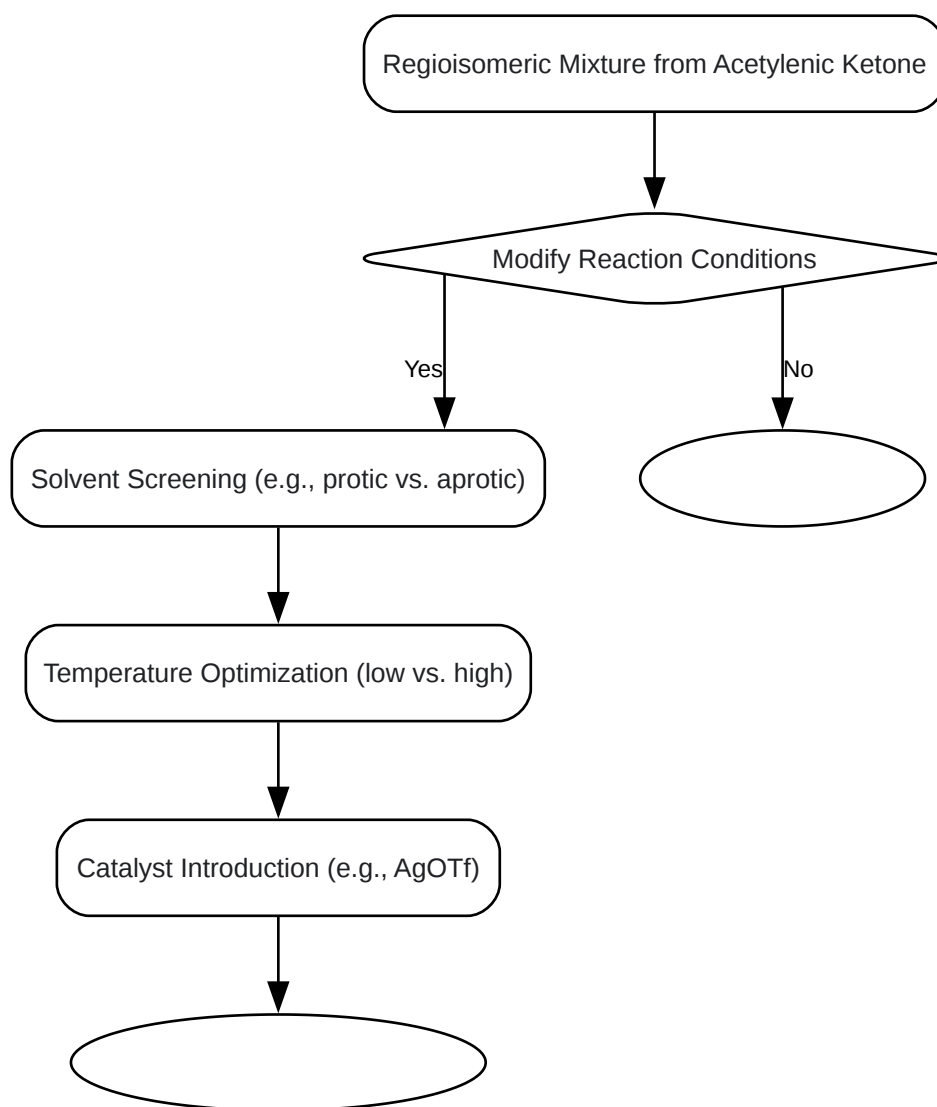 Regioisomeric Mixture from Acetylenic Ketone
Modify Reaction Conditions
Yes
No
Solvent Screening (e.g., protic vs. aprotic)
Temperature Optimization (low vs. high)
Catalyst Introduction (e.g., AgOTf)